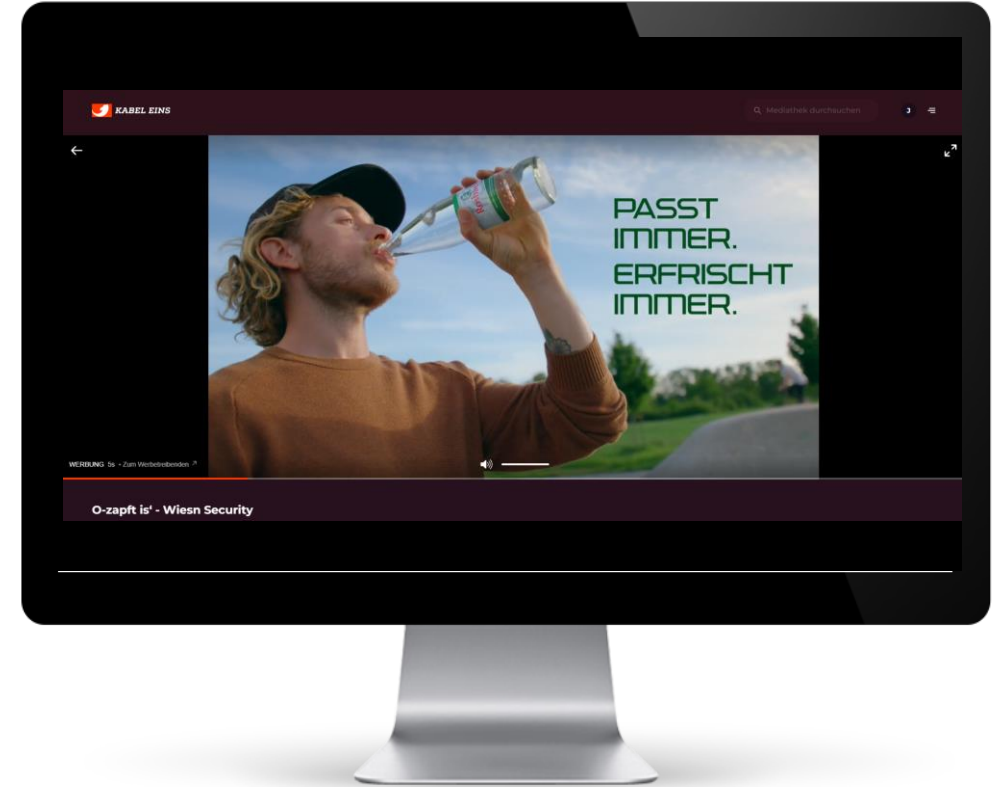 KABEL EINS
Mediathek durchsuchen
J
PASST
IMMER.
ERFRISCHT
IMMER.
WERBUNG 5s - Zum Werbetreibenden
O-zapft is' - Wiesn Security